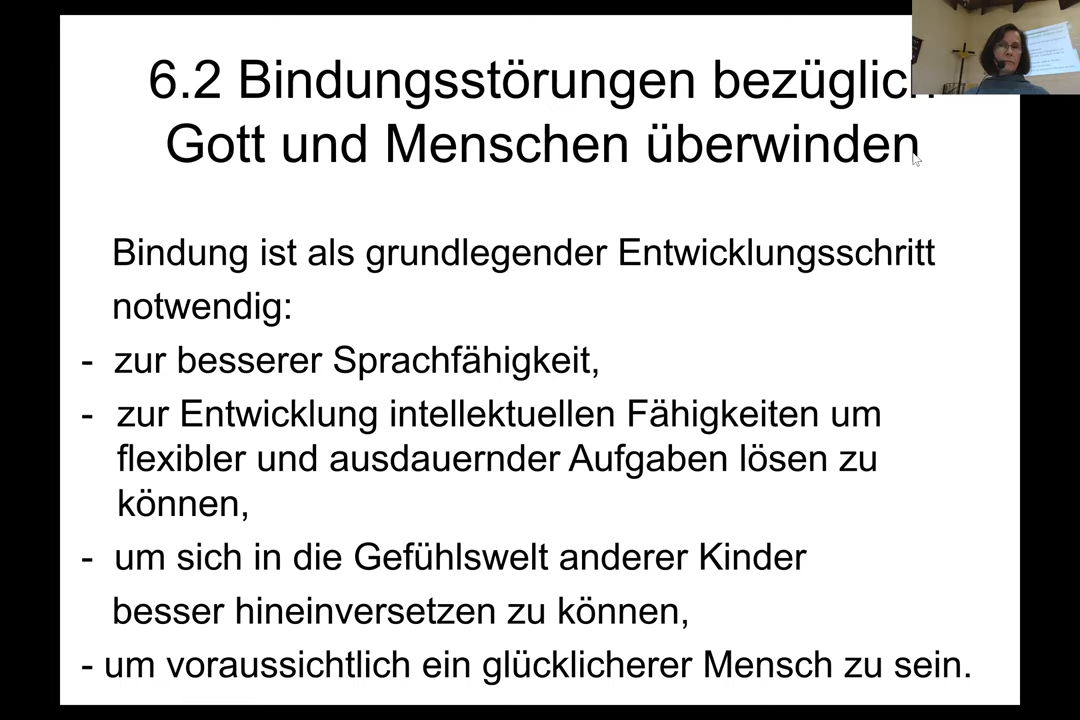 6.2 Bindungsstörungen bezüglich
Gott und Menschen überwinden
Bindung ist als grundlegender Entwicklungsschritt
notwendig:
- zur besserer Sprachfähigkeit,
- zur Entwicklung intellektuellen Fähigkeiten um
flexibler und ausdauernder Aufgaben lösen zu
können,
- um sich in die Gefühlswelt anderer Kinder
besser hineinversetzen zu können,
- um voraussichtlich ein glücklicherer Mensch zu sein.